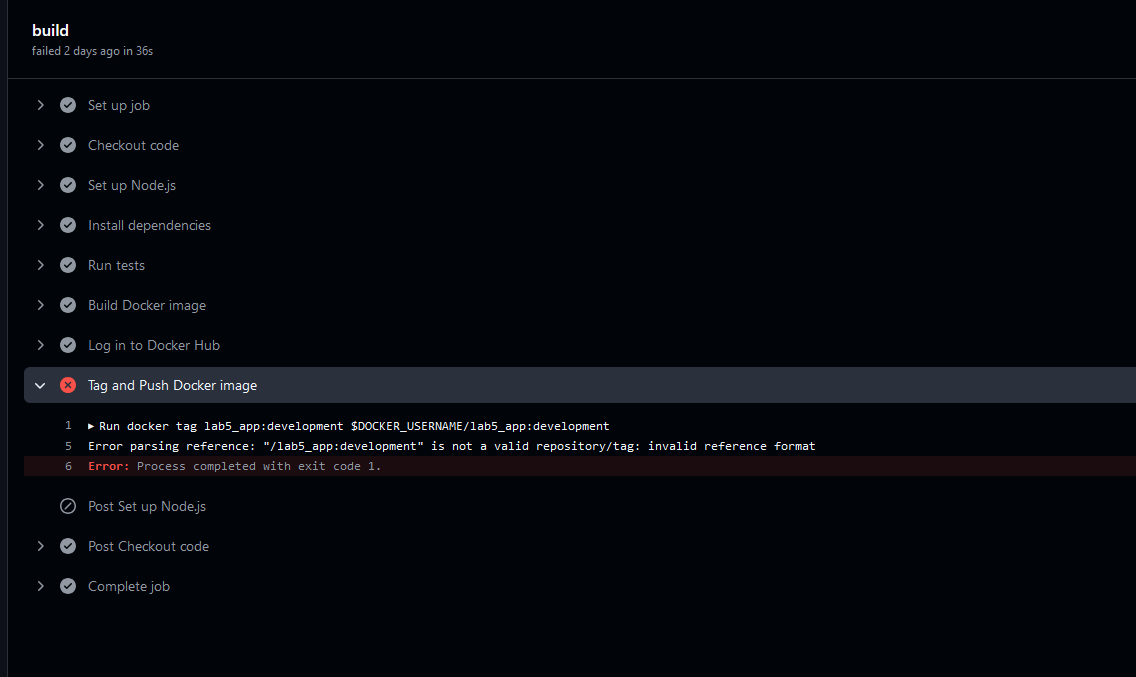 build
failed 2 days ago in 36s
Set up job
Checkout code
Set up Node.js
Install dependencies
Run tests
Build Docker image
Log in to Docker Hub
Tag and Push Docker image
1 ▸ Run docker tag lab5_app:development $DOCKER_USERNAME/lab5_app:development
5 Error parsing reference: "/lab5_app:development" is not a valid repository/tag: invalid reference format
6 Error: Process completed with exit code 1.
Post Set up Node.js
Post Checkout code
Complete job